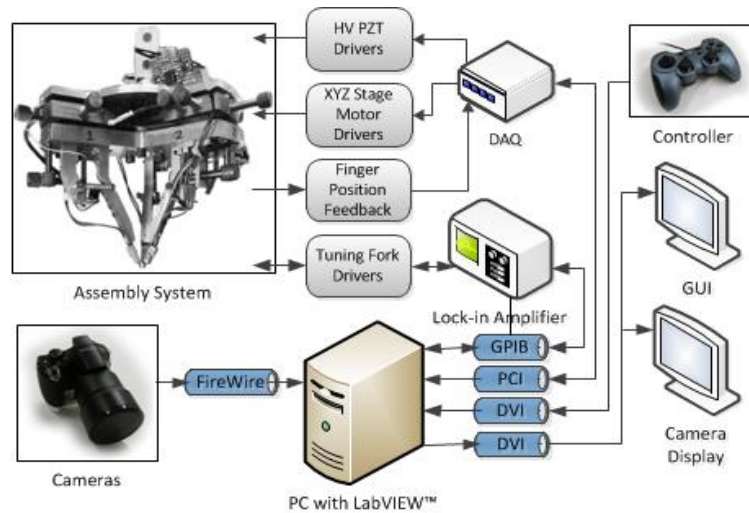 HV PZT
Drivers
XYZ Stage
Motor
Drivers
DAQ
Controller
Finger
Position
Feedback
Tuning Fork
Drivers
1
2
Assembly System
Lock-in Amplifier
GUI
GPIB
FireWire
PCI
DVI
DVI
Camera
Display
Cameras
PC with LabVIEW™